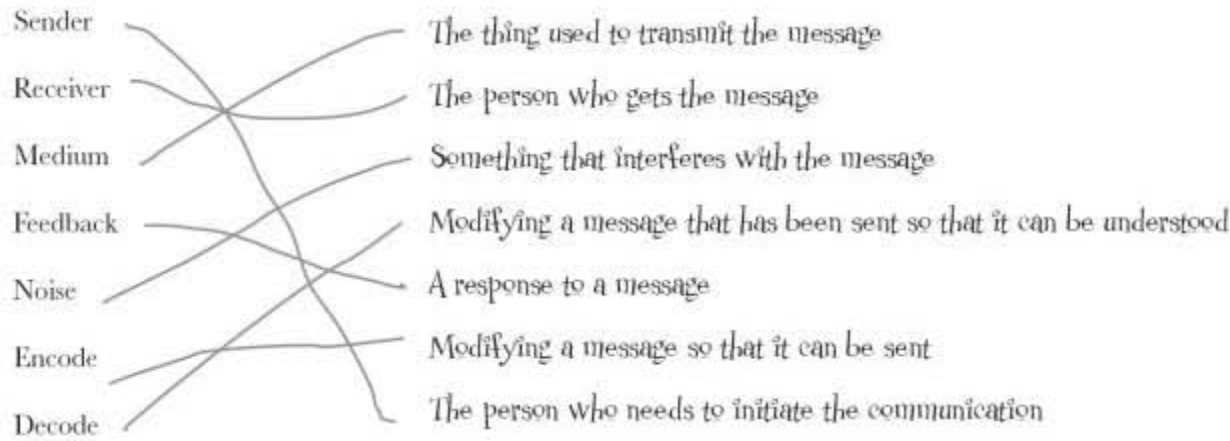 Sender
The thing used to transmit the message
Receiver
The person who gets the message
Medium
Something that interferes with the message
Feedback
Modifying a message that has been sent so that it can be understood
Noise
A response to a message
Encode
Modifying a message so that it can be sent
Decode
The person who needs to initiate the communication